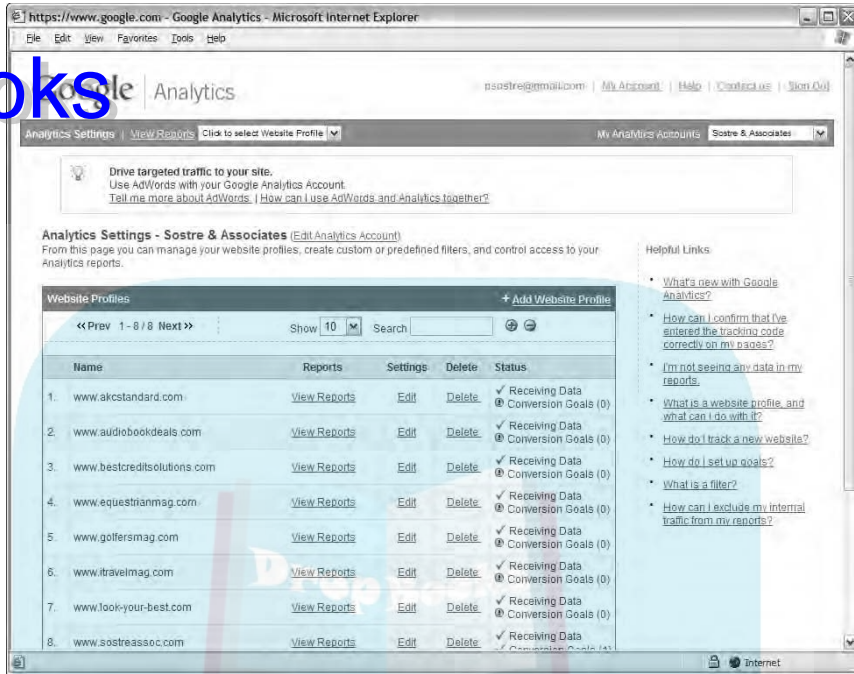 https://www.google.com - Google Analytics - Microsoft Internet Explorer
File Edit View Favorites Tools Help
oks
Google Analytics
psostre@gmail.com | My Account | Help | Contact us | Sign Out
Analytics Settings | View Reports Click to select Website Profile My Analytics Accounts Sostre & Associates
Drive targeted traffic to your site.
Use AdWords with your Google Analytics Account.
Tell me more about AdWords. | How can I use AdWords and Analytics together?
Analytics Settings - Sostre & Associates (Edit Analytics Account)
From this page you can manage your website profiles, create custom or predefined filters, and control access to your
Analytics reports.
Website Profiles + Add Website Profile
« Prev 1 - 8 / 8 Next » Show 10 Search
Name Reports Settings Delete Status
1. www.akcstandard.com View Reports Edit Delete ✓ Receiving Data
Conversion Goals (0)
2. www.audiobookdeals.com View Reports Edit Delete ✓ Receiving Data
Conversion Goals (0)
3. www.bestcreditsolutions.com View Reports Edit Delete ✓ Receiving Data
Conversion Goals (0)
4. www.equestrianmag.com View Reports Edit Delete ✓ Receiving Data
Conversion Goals (0)
5. www.golfersmag.com View Reports Edit Delete ✓ Receiving Data
Conversion Goals (0)
6. www.itravelmag.com View Reports Edit Delete ✓ Receiving Data
Conversion Goals (0)
7. www.look-your-best.com View Reports Edit Delete ✓ Receiving Data
Conversion Goals (0)
8. www.sostreassoc.com View Reports Edit Delete ✓ Receiving Data
Conversion Goals (1)
Helpful Links
• What's new with Google
Analytics?
• How can I confirm that I've
entered the tracking code
correctly on my pages?
• I'm not seeing any data in my
reports.
• What is a website profile, and
what can I do with it?
• How do I track a new website?
• How do I set up goals?
• What is a filter?
• How can I exclude my internal
traffic from my reports?
Drop Books
Internet